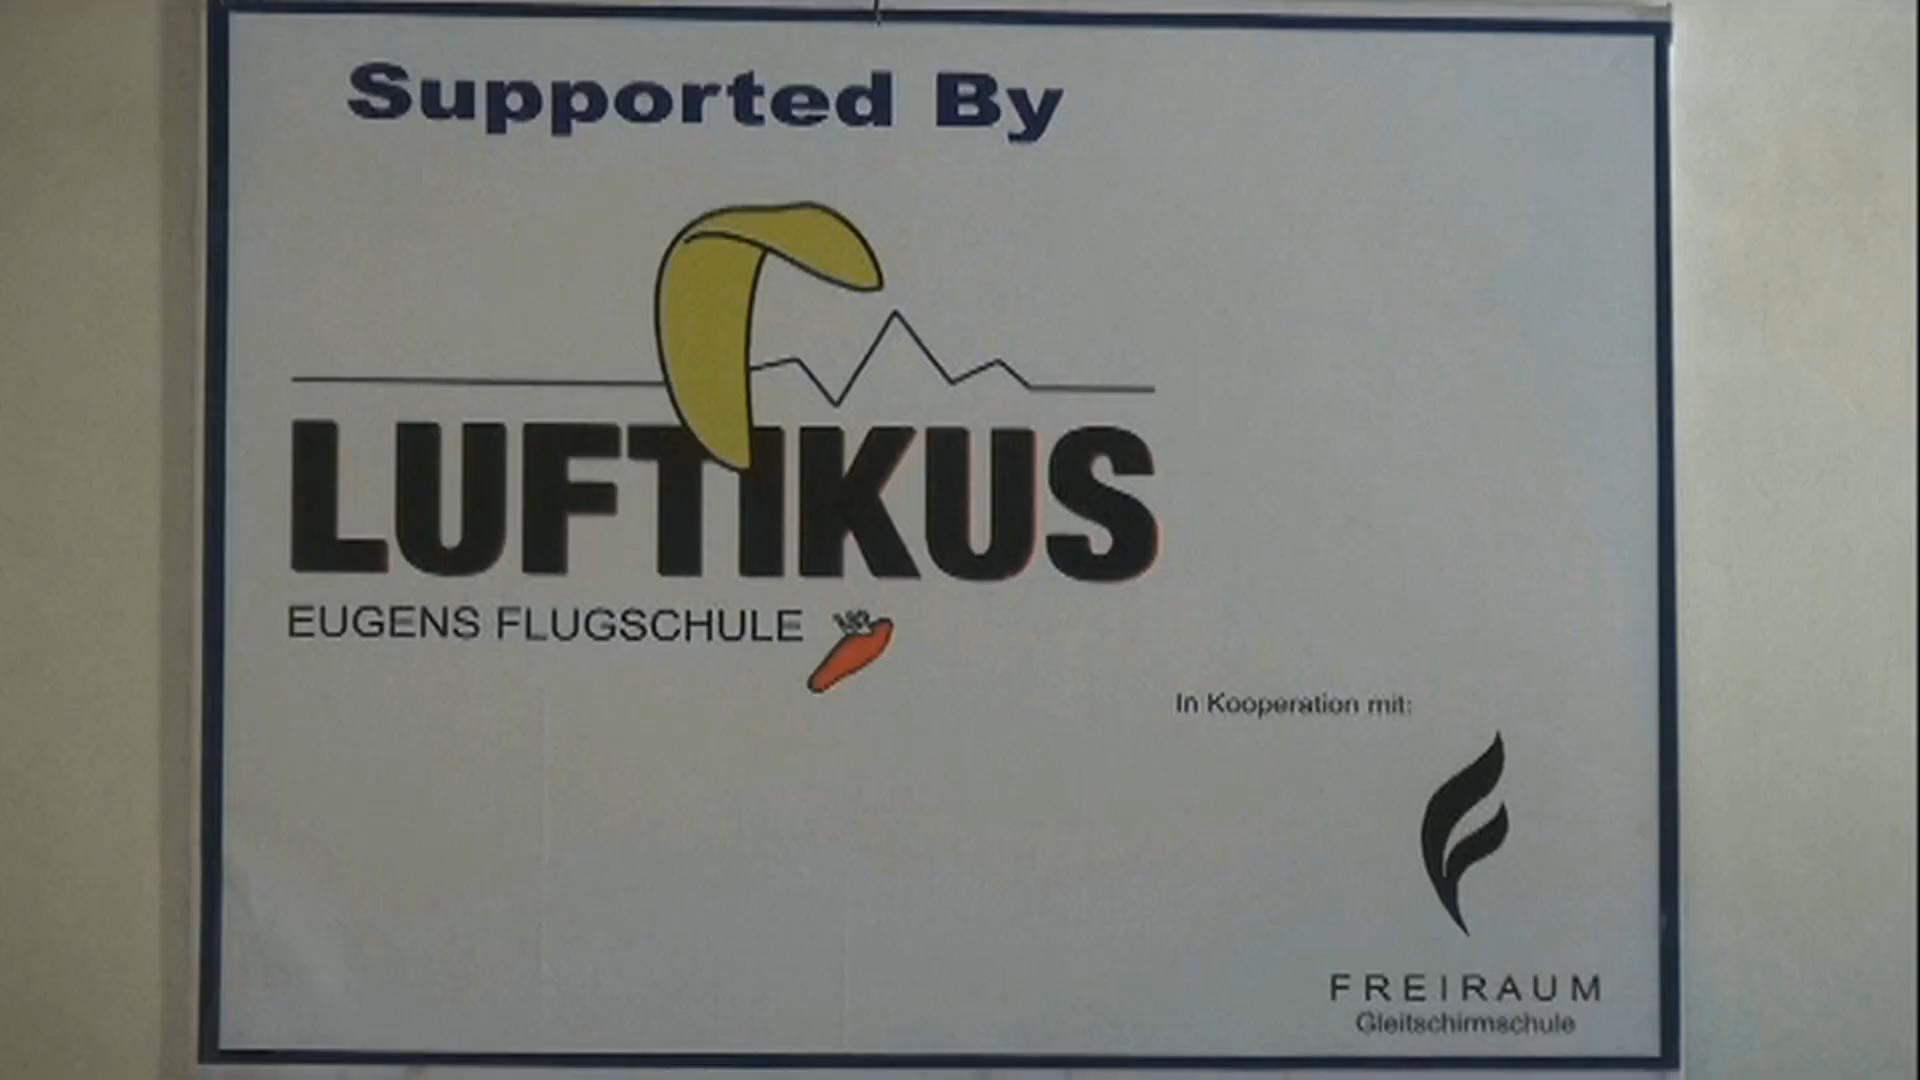 Supported By
LUFTIKUS
EUGENS FLUGSCHULE
In Kooperation mit:
FREIRAUM
Gleitschirmschule